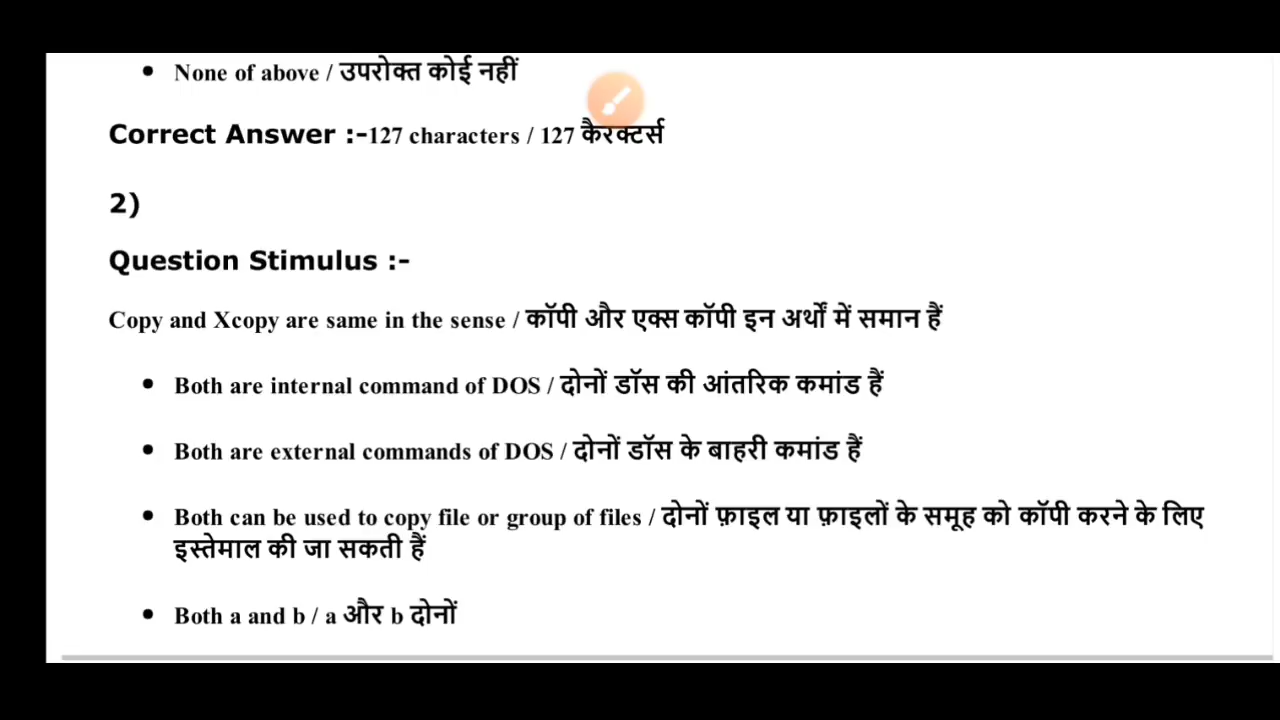 • None of above / उपरोक्त कोई नहीं
Correct Answer :-127 characters / 127 कैरक्टर्स
2)
Question Stimulus :-
Copy and Xcopy are same in the sense / कॉपी और एक्स कॉपी इन अर्थों में समान हैं
• Both are internal command of DOS / दोनों डॉस की आंतरिक कमांड हैं
• Both are external commands of DOS / दोनों डॉस के बाहरी कमांड हैं
• Both can be used to copy file or group of files / दोनों फ़ाइल या फ़ाइलों के समूह को कॉपी करने के लिए
इस्तेमाल की जा सकती हैं
• Both a and b / a और b दोनों